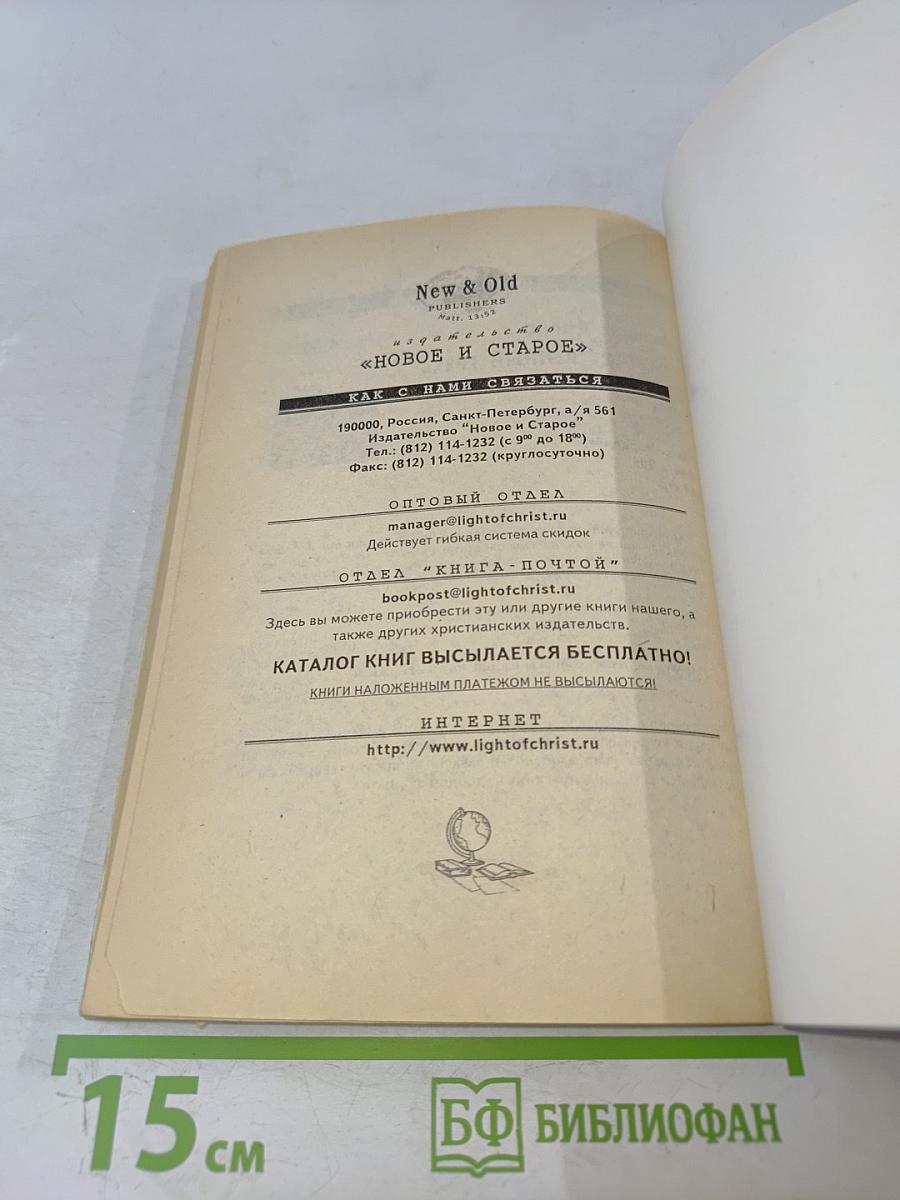 New & Old
PUBLISHERS
Matt. 13:52
издательство
«НОВОЕ И СТАРОЕ»
КАК С НАМИ СВЯЗАТЬСЯ
190000, Россия, Санкт-Петербург, а/я 561
Издательство "Новое и Старое"
Тел.: (812) 114-1232 (с 9⁰⁰ до 18⁰⁰)
Факс: (812) 114-1232 (круглосуточно)
ОПТОВЫЙ ОТДЕЛ
manager@lightofchrist.ru
Действует гибкая система скидок
ОТДЕЛ "КНИГА-ПОЧТОЙ"
bookpost@lightofchrist.ru
Здесь вы можете приобрести эту или другие книги нашего, а
также других христианских издательств.
КАТАЛОГ КНИГ ВЫСЫЛАЕТСЯ БЕСПЛАТНО!
КНИГИ НАЛОЖЕННЫМ ПЛАТЕЖОМ НЕ ВЫСЫЛАЮТСЯ!
ИНТЕРНЕТ
http://www.lightofchrist.ru
15 см
БФ БИБЛИОФАН